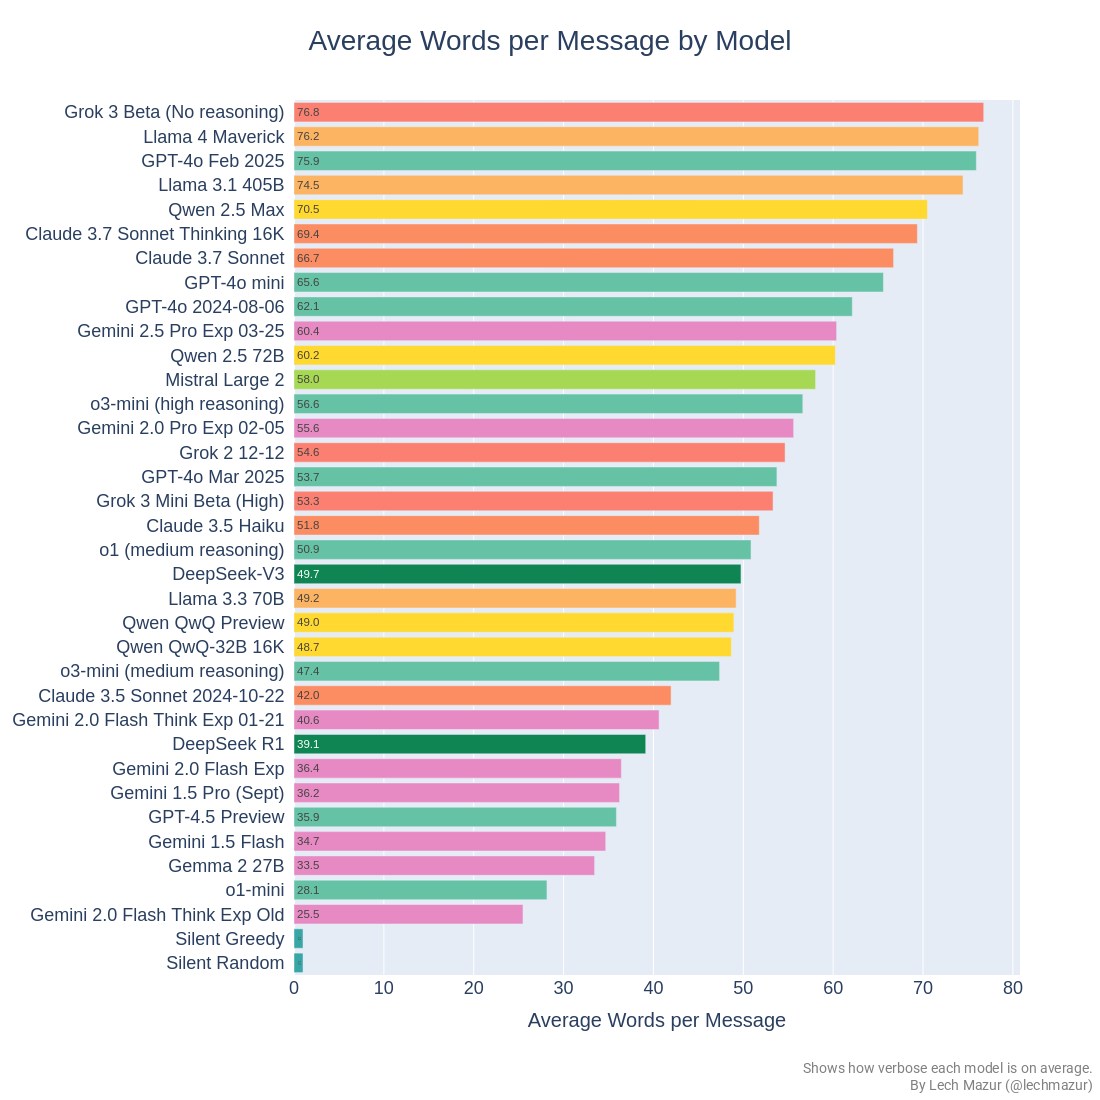 Average Words per Message by Model
Grok 3 Beta (No reasoning) 76.8
Llama 4 Maverick 76.2
GPT-4o Feb 2025 75.9
Llama 3.1 405B 74.5
Qwen 2.5 Max 70.5
Claude 3.7 Sonnet Thinking 16K 69.4
Claude 3.7 Sonnet 66.7
GPT-4o mini 65.6
GPT-4o 2024-08-06 62.1
Gemini 2.5 Pro Exp 03-25 60.4
Qwen 2.5 72B 60.2
Mistral Large 2 58.0
o3-mini (high reasoning) 56.6
Gemini 2.0 Pro Exp 02-05 55.6
Grok 2 12-12 54.6
GPT-4o Mar 2025 53.7
Grok 3 Mini Beta (High) 53.3
Claude 3.5 Haiku 51.8
o1 (medium reasoning) 50.9
DeepSeek-V3 49.7
Llama 3.3 70B 49.2
Qwen QwQ Preview 49.0
Qwen QwQ-32B 16K 48.7
o3-mini (medium reasoning) 47.4
Claude 3.5 Sonnet 2024-10-22 42.0
Gemini 2.0 Flash Think Exp 01-21 40.6
DeepSeek R1 39.1
Gemini 2.0 Flash Exp 36.4
Gemini 1.5 Pro (Sept) 36.2
GPT-4.5 Preview 35.9
Gemini 1.5 Flash 34.7
Gemma 2 27B 33.5
o1-mini 28.1
Gemini 2.0 Flash Think Exp Old 25.5
Silent Greedy
Silent Random
0 10 20 30 40 50 60 70 80
Average Words per Message
Shows how verbose each model is on average.
By Lech Mazur (@lechmazur)